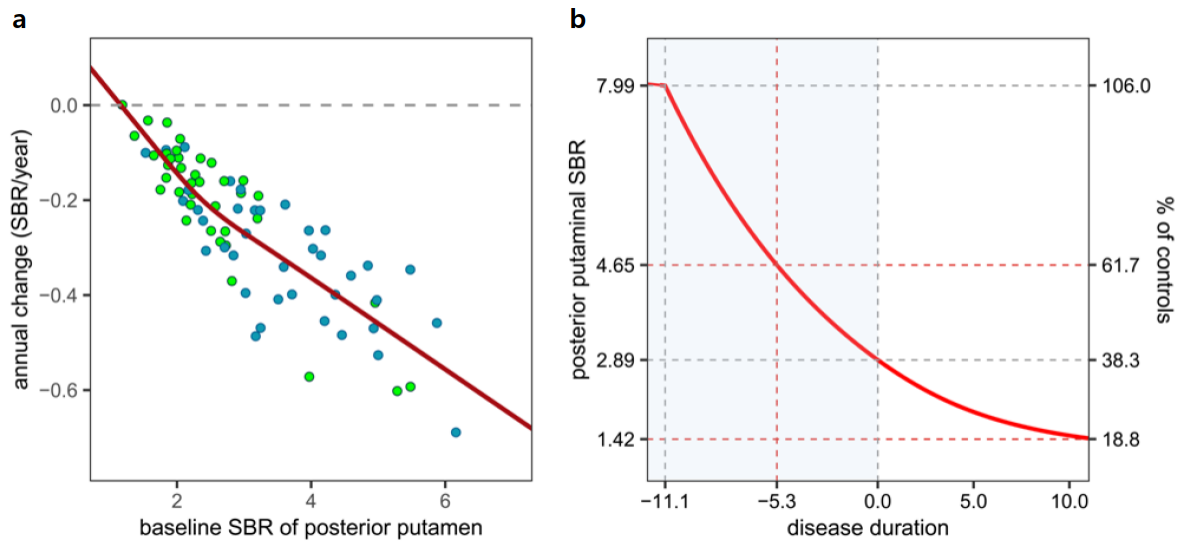 a
b
annual change (SBR/year)
0.0
−0.2
−0.4
−0.6
2
4
6
baseline SBR of posterior putamen
posterior putaminal SBR
7.99
4.65
2.89
1.42
106.0
61.7
38.3
18.8
% of controls
−11.1
−5.3
0.0
5.0
10.0
disease duration